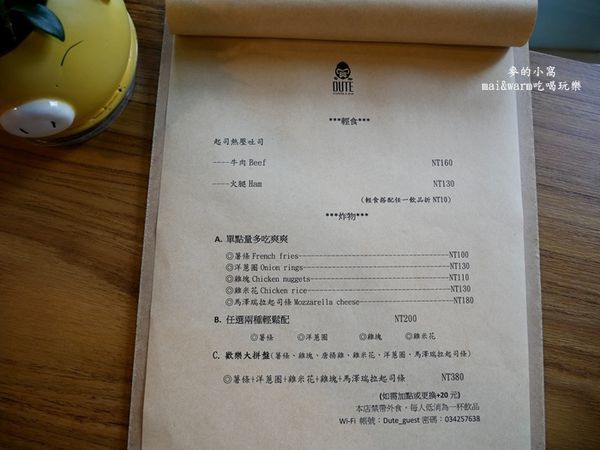 麥的小窩
mai&warm吃喝玩樂
DUTE
***輕食***
起司熱壓吐司
----牛肉 Beef NT160
----火腿 Ham NT130
(輕食搭配任一飲品折 NT10)
***炸物***
A. 單點量多吃爽爽
◎薯條 French fries--------------------------------------NT100
◎洋蔥圈 Onion rings-------------------------------------NT130
◎雞塊 Chicken nuggets-----------------------------------NT110
◎雞米花 Chicken rice------------------------------------NT130
◎馬澤瑞拉起司條 Mozzarella cheese------------------------NT180
B. 任選兩種輕鬆配 NT200
◎薯條 ◎洋蔥圈 ◎雞塊 ◎雞米花
C. 歡樂大拼盤(薯條、雞塊、唐揚雞、雞米花、洋蔥圈、馬澤瑞拉起司條)
◎薯條+洋蔥圈+雞米花+雞塊+馬澤瑞拉起司條 NT380
(如需加點或更換+20 元)
本店禁帶外食，每人低消為一杯飲品
Wi-Fi 帳號：Dute_guest 密碼：034257638